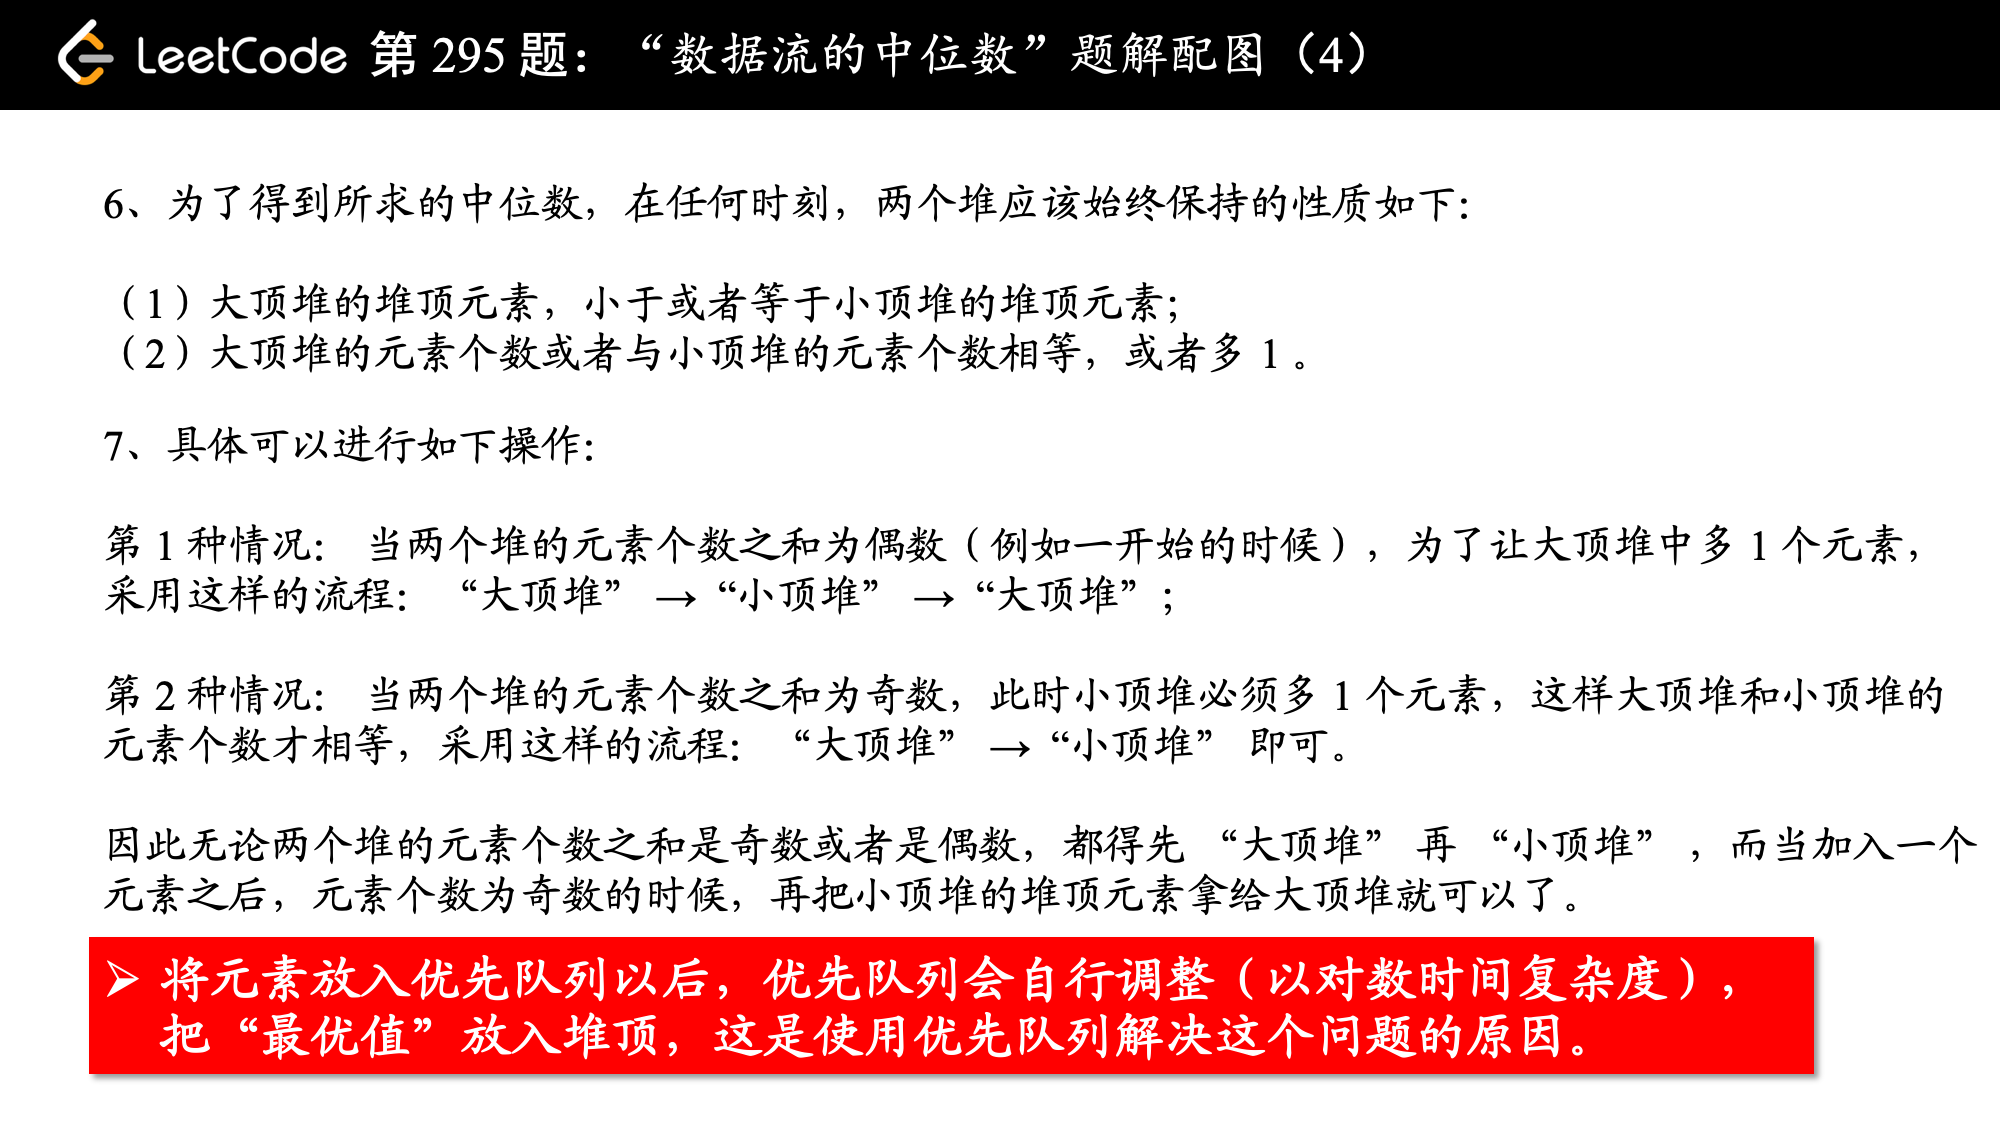 LeetCode 第 295 题：“数据流的中位数”题解配图（4）
6、为了得到所求的中位数，在任何时刻，两个堆应该始终保持的性质如下：
（1）大顶堆的堆顶元素，小于或者等于小顶堆的堆顶元素；
（2）大顶堆的元素个数或者与小顶堆的元素个数相等，或者多 1 。
7、具体可以进行如下操作：
第 1 种情况： 当两个堆的元素个数之和为偶数（例如一开始的时候），为了让大顶堆中多 1 个元素，
采用这样的流程： “大顶堆” → “小顶堆” → “大顶堆”；
第 2 种情况： 当两个堆的元素个数之和为奇数，此时小顶堆必须多 1 个元素，这样大顶堆和小顶堆的
元素个数才相等，采用这样的流程： “大顶堆” → “小顶堆” 即可。
因此无论两个堆的元素个数之和是奇数或者是偶数，都得先 “大顶堆” 再 “小顶堆” ，而当加入一个
元素之后，元素个数为奇数的时候，再把小顶堆的堆顶元素拿给大顶堆就可以了。
➢ 将元素放入优先队列以后，优先队列会自行调整（以对数时间复杂度），
把“最优值”放入堆顶，这是使用优先队列解决这个问题的原因。